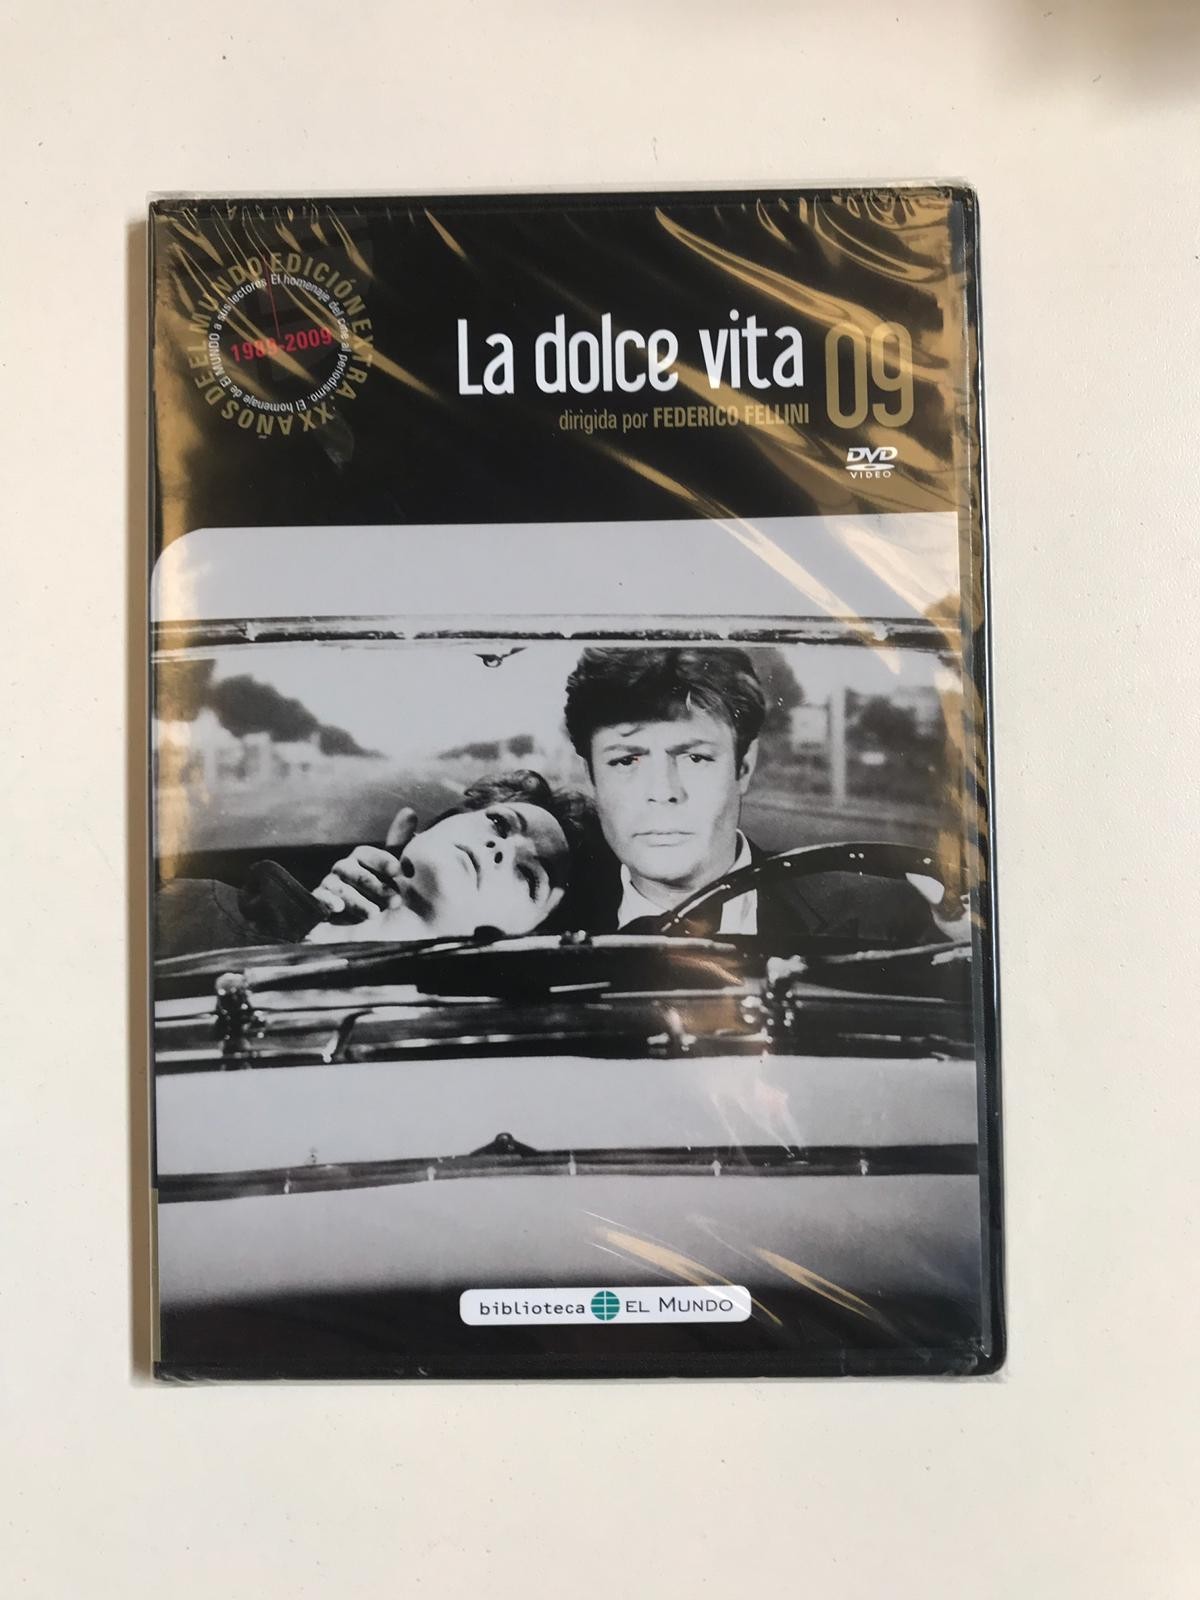 XX AÑOS DE EL MUNDO EDICIÓN EXTRA
El homenaje del cine al periodismo. El homenaje de El MUNDO a sus lectores
1989-2009
La dolce vita 09
dirigida por FEDERICO FELLINI
DVD
VIDEO
biblioteca EL MUNDO